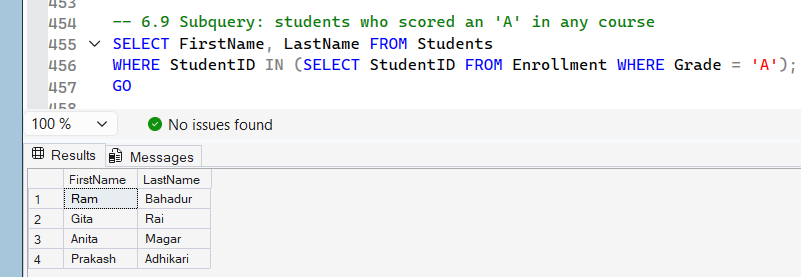 453
454 -- 6.9 Subquery: students who scored an 'A' in any course
455 SELECT FirstName, LastName FROM Students
456 WHERE StudentID IN (SELECT StudentID FROM Enrollment WHERE Grade = 'A');
457 GO
458
100 % No issues found
Results Messages
FirstName LastName
1 Ram Bahadur
2 Gita Rai
3 Anita Magar
4 Prakash Adhikari